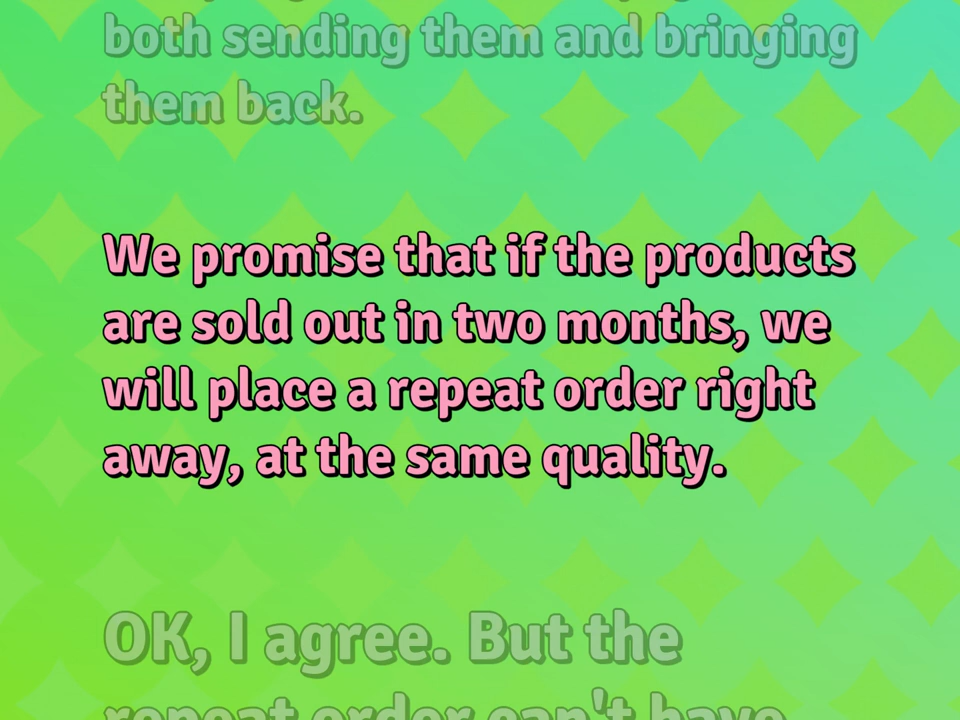 both sending them and bringing
them back.
We promise that if the products
are sold out in two months, we
will place a repeat order right
away, at the same quality.
OK, I agree. But the
repeat order can't have